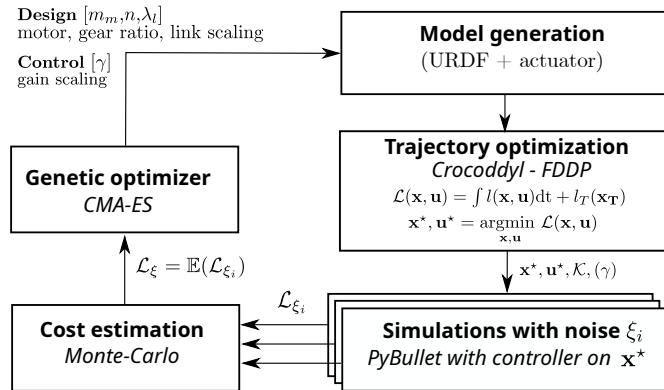 Design [m_m,n,λ_l]
motor, gear ratio, link scaling
Control [γ]
gain scaling
Model generation
(URDF + actuator)
Trajectory optimization
Crocoddyl - FDDP
ℒ(x, u) = ∫ l(x, u)dt + l_T(x_T)
x⋆, u⋆ = argmin ℒ(x, u)
x,u
Genetic optimizer
CMA-ES
x⋆, u⋆, 𝒦, (γ)
ℒ_ξ = 𝔼(ℒ_ξ_i)
ℒ_ξ_i
Cost estimation
Monte-Carlo
Simulations with noise ξ_i
PyBullet with controller on x⋆